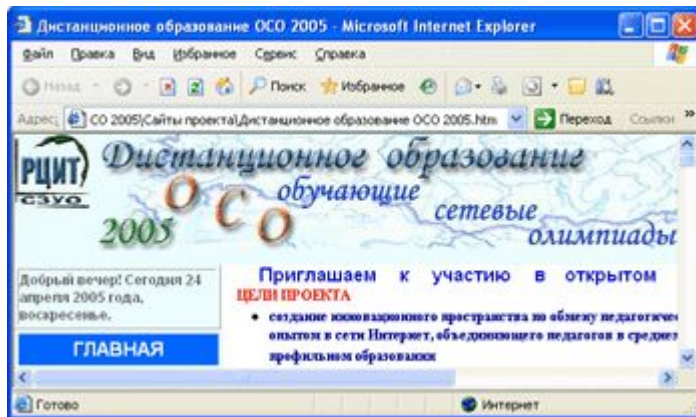 Дистанционное образование ОСО 2005 - Microsoft Internet Explorer
Файл Правка Вид Избранное Сервис Справка
Назад Поиск Избранное
Адрес: СО 2005\Сайты проекта\Дистанционное образование ОСО 2005.htm Переход Ссылки »
РЦИТ
СЗУО
Дистанционное образование
ОСО
обучающие
сетевые
2005
олимпиады
Добрый вечер! Сегодня 24
апреля 2005 года,
воскресенье.
ГЛАВНАЯ
Приглашаем к участию в открытом
ЦЕЛИ ПРОЕКТА
• создание инновационного пространства по обмену педагогичес
опытом в сети Интернет, объединяющего педагогов в среднем
профильном образовании
Готово
Интернет